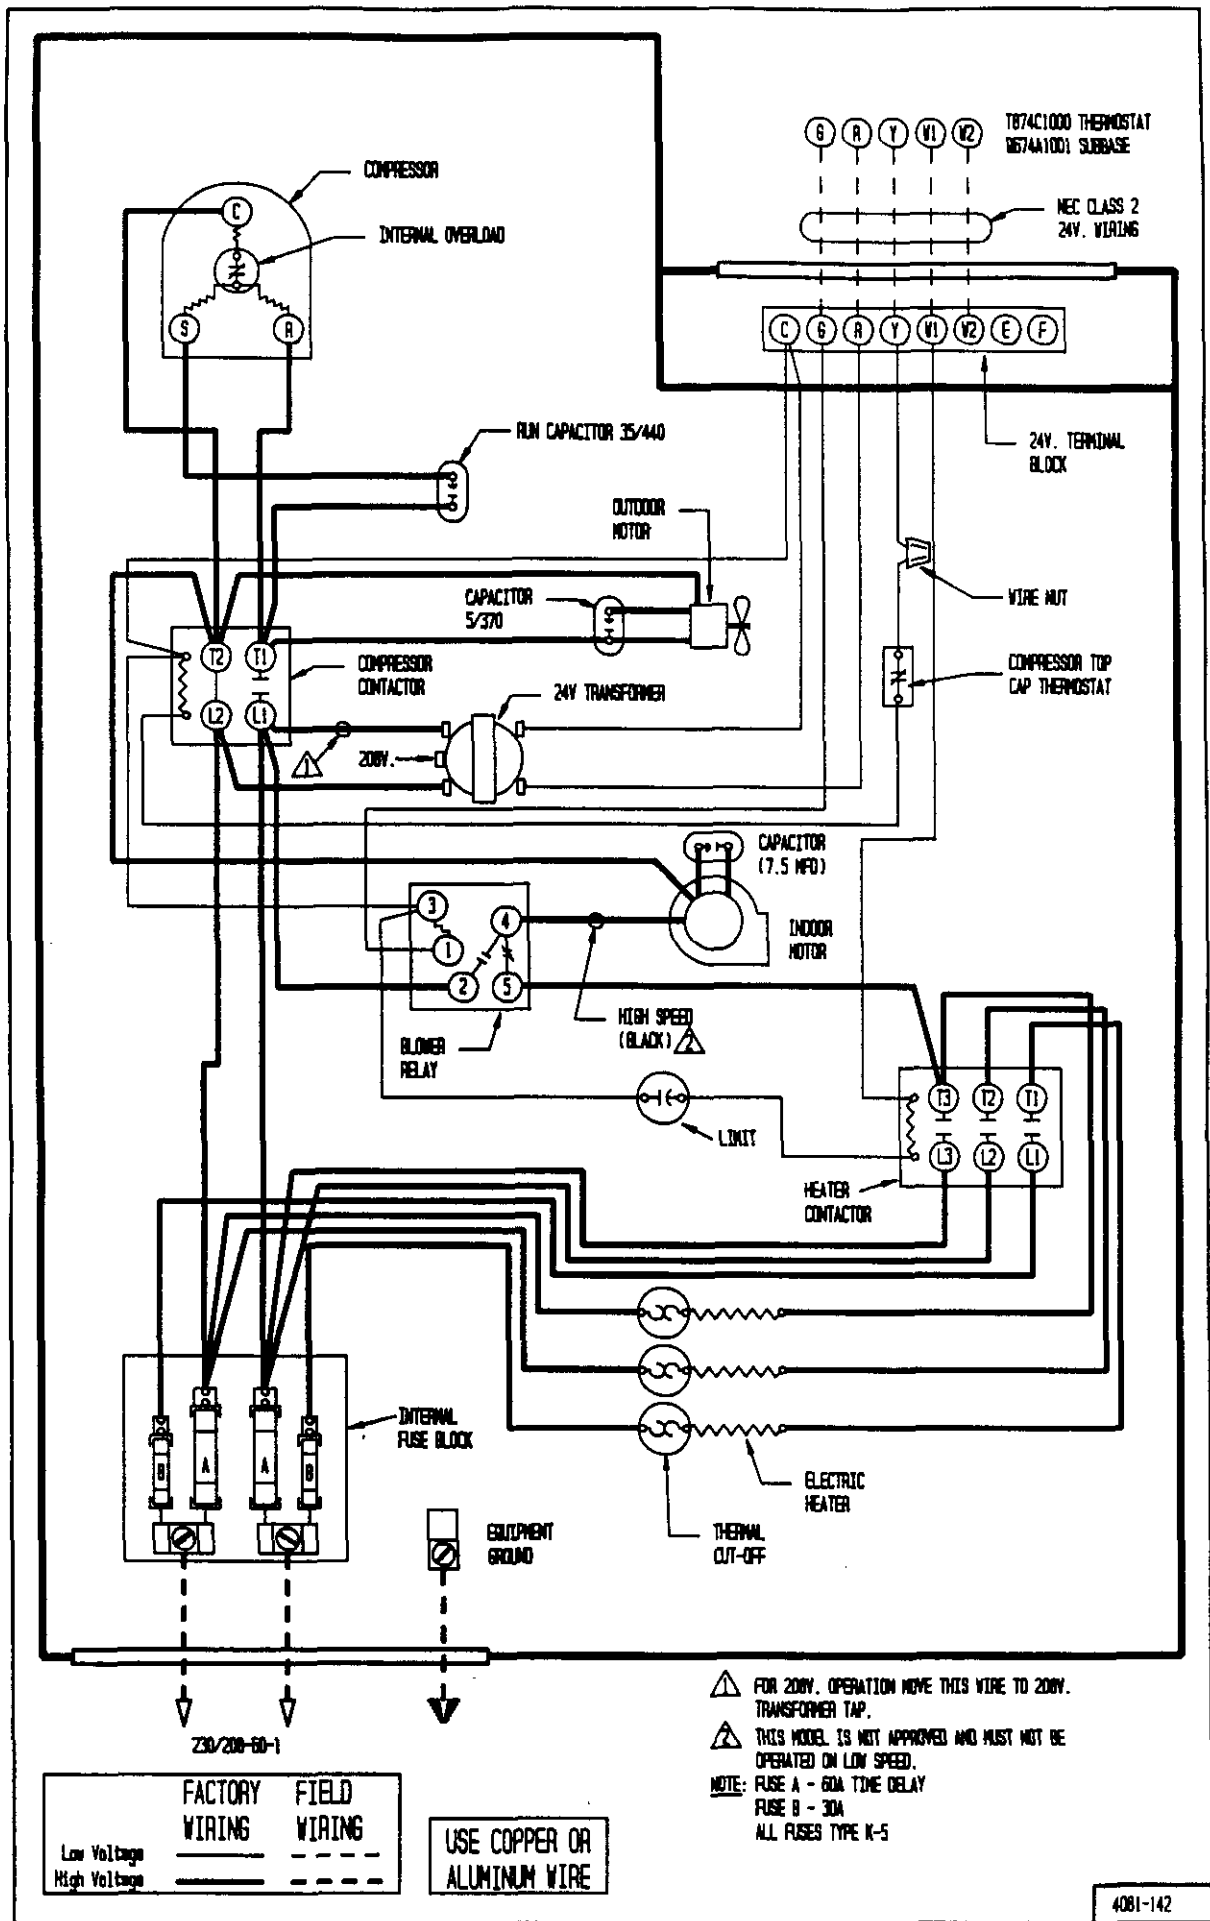 G R Y W1 W2
T874C1000 THERMOSTAT
Q674A1001 SUBBASE
COMPRESSOR
NEC CLASS 2
24V. WIRING
C
INTERNAL OVERLOAD
S R
C G R Y W1 W2 E F
RUN CAPACITOR 35/440
24V. TERMINAL
BLOCK
OUTDOOR
MOTOR
CAPACITOR
5/370
WIRE NUT
T2 T1
COMPRESSOR
CONTACTOR
COMPRESSOR TOP
CAP THERMOSTAT
24V TRANSFORMER
L2 L1
1
208V.
CAPACITOR
(7.5 MFD)
3
4
1
INDOOR
MOTOR
2 5
HIGH SPEED
(BLACK) 2
BLOWER
RELAY
T3 T2 T1
LIMIT
L3 L2 L1
HEATER
CONTACTOR
INTERNAL
FUSE BLOCK
B A A B
ELECTRIC
HEATER
EQUIPMENT
GROUND
THERMAL
CUT-OFF
1 FOR 208V. OPERATION MOVE THIS WIRE TO 208V.
TRANSFORMER TAP.
230/208-60-1
2 THIS MODEL IS NOT APPROVED AND MUST NOT BE
OPERATED ON LOW SPEED.
NOTE: FUSE A - 60A TIME DELAY
FUSE B - 30A
ALL FUSES TYPE K-5
FACTORY FIELD
WIRING WIRING
Low Voltage
High Voltage
USE COPPER OR
ALUMINUM WIRE
4081-142